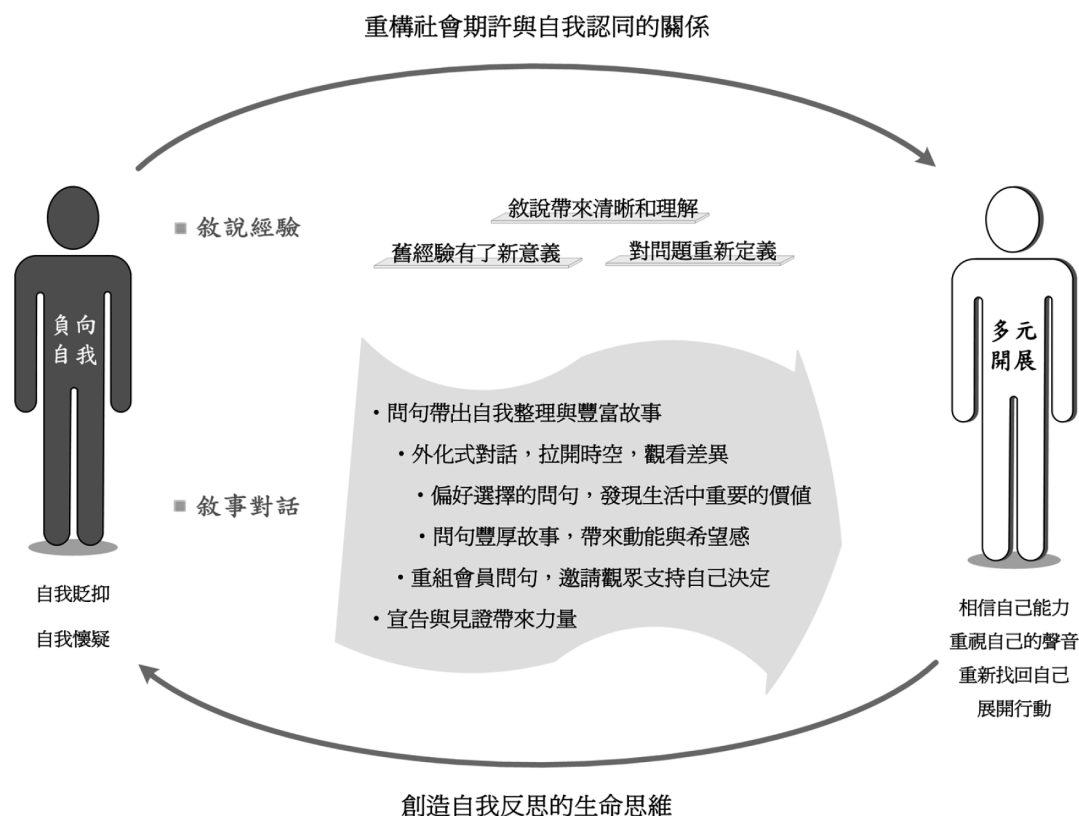 重構社會期許與自我認同的關係
敘說經驗
敘說帶來清晰和理解
舊經驗有了新意義
對問題重新定義
負向
自我
多元
開展
敘事對話
•問句帶出自我整理與豐富故事
•外化式對話，拉開時空，觀看差異
•偏好選擇的問句，發現生活中重要的價值
•問句豐厚故事，帶來動能與希望感
•重組會員問句，邀請觀眾支持自己決定
•宣告與見證帶來力量
自我貶抑
自我懷疑
相信自己能力
重視自己的聲音
重新找回自己
展開行動
創造自我反思的生命思維